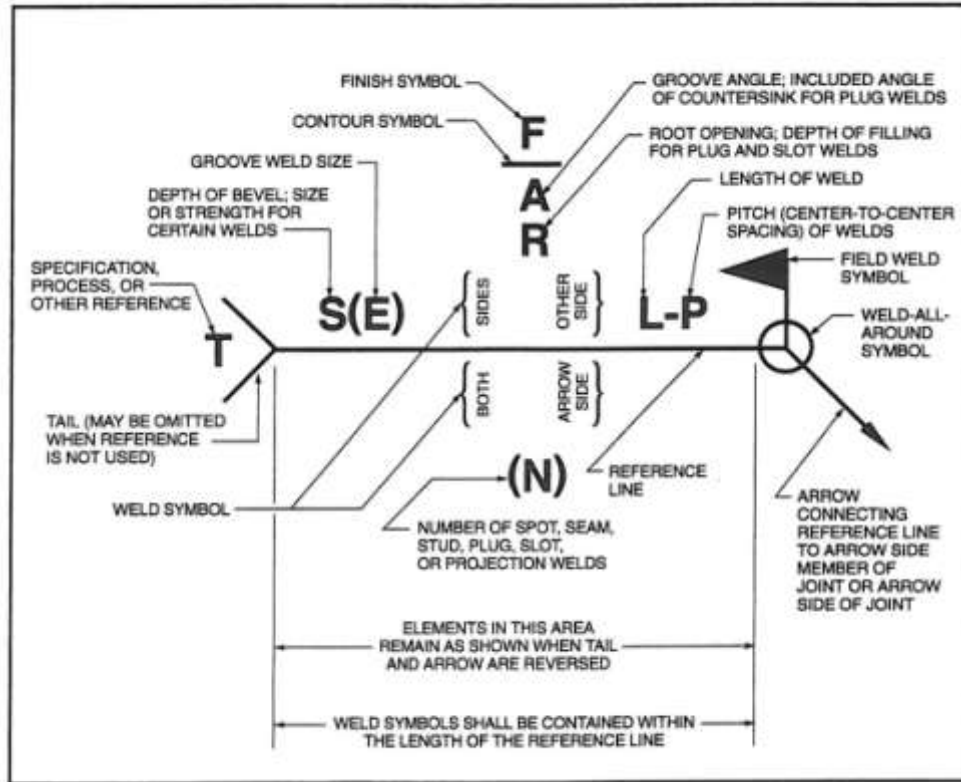 FINISH SYMBOL
CONTOUR SYMBOL
F
A
R
GROOVE ANGLE; INCLUDED ANGLE
OF COUNTERSINK FOR PLUG WELDS
ROOT OPENING; DEPTH OF FILLING
FOR PLUG AND SLOT WELDS
GROOVE WELD SIZE
LENGTH OF WELD
DEPTH OF BEVEL; SIZE
OR STRENGTH FOR
CERTAIN WELDS
PITCH (CENTER-TO-CENTER
SPACING) OF WELDS
SPECIFICATION,
PROCESS, OR
OTHER REFERENCE
FIELD WELD
SYMBOL
T
S(E)
SIDES
OTHER
SIDE
L-P
WELD-ALL-
AROUND
SYMBOL
BOTH
ARROW
SIDE
TAIL (MAY BE OMITTED
WHEN REFERENCE
IS NOT USED)
WELD SYMBOL
(N)
REFERENCE
LINE
NUMBER OF SPOT, SEAM,
STUD, PLUG, SLOT,
OR PROJECTION WELDS
ARROW
CONNECTING
REFERENCE LINE
TO ARROW SIDE
MEMBER OF
JOINT OR ARROW
SIDE OF JOINT
ELEMENTS IN THIS AREA
REMAIN AS SHOWN WHEN TAIL
AND ARROW ARE REVERSED
WELD SYMBOLS SHALL BE CONTAINED WITHIN
THE LENGTH OF THE REFERENCE LINE